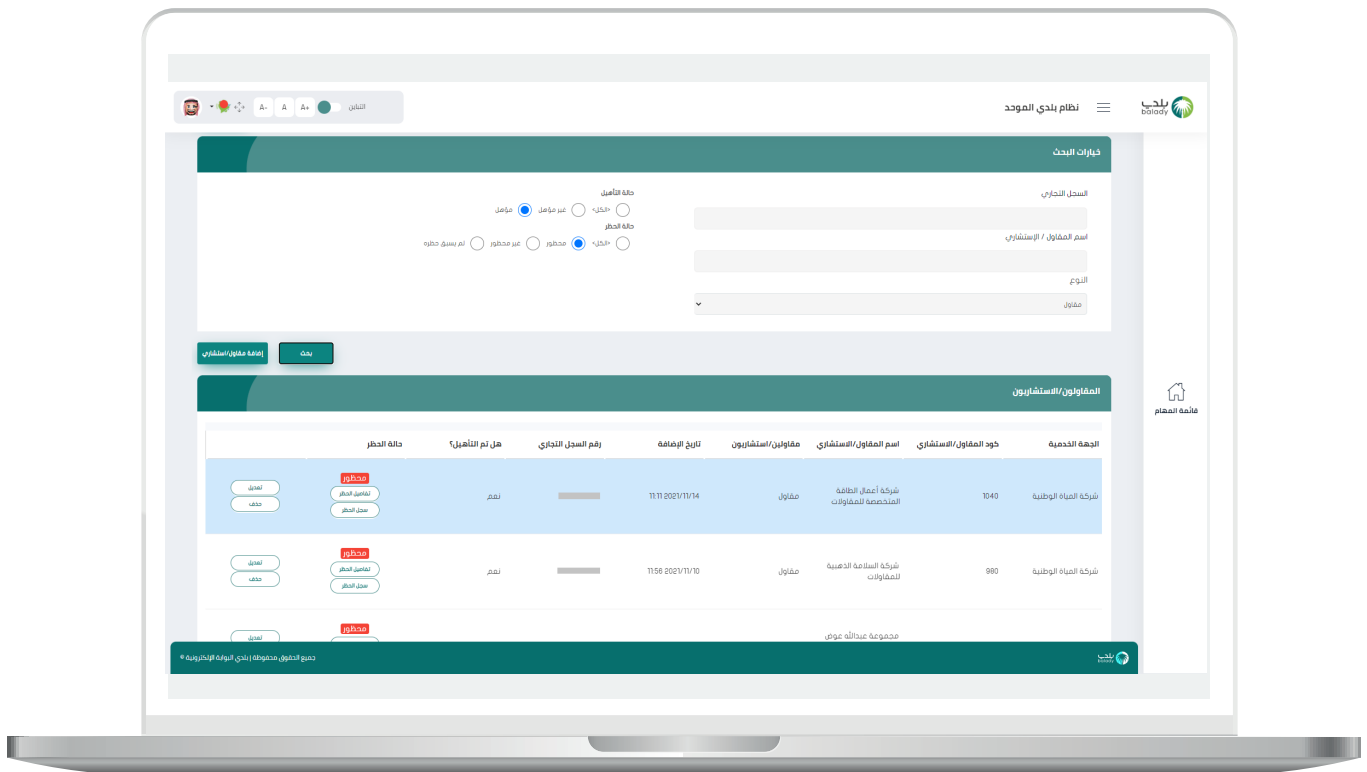 بلدي
balady
نظام بلدي الموحد
التباين
A+
A
A-
خيارات البحث
السجل التجاري
اسم المقاول / الإستشاري
النوع
مقاول
حالة التأهيل
<الكل>
غير مؤهل
مؤهل
حالة الحظر
<الكل>
محظور
غير محظور
لم يسبق حظره
بحث
إضافة مقاول/استشاري
قائمة المهام
المقاولون/الاستشاريون
الجهة الخدمية
كود المقاول/الاستشاري
اسم المقاول/الاستشاري
مقاولين/استشاريون
تاريخ الإضافة
رقم السجل التجاري
هل تم التأهيل؟
حالة الحظر
شركة المياة الوطنية
1040
شركة أعمال الطاقة
المتخصصة للمقاولات
مقاول
11:11 2021/11/14
نعم
محظور
تفاصيل الحظر
سجل الحظر
تعديل
حذف
شركة المياة الوطنية
980
شركة السلامة الذهبية
للمقاولات
مقاول
11:56 2021/11/10
نعم
محظور
تفاصيل الحظر
سجل الحظر
تعديل
حذف
مجموعة عبدالله عوض
محظور
تعديل
بلدي
balady
جميع الحقوق محفوظة | بلدي البوابة الإلكترونية ©